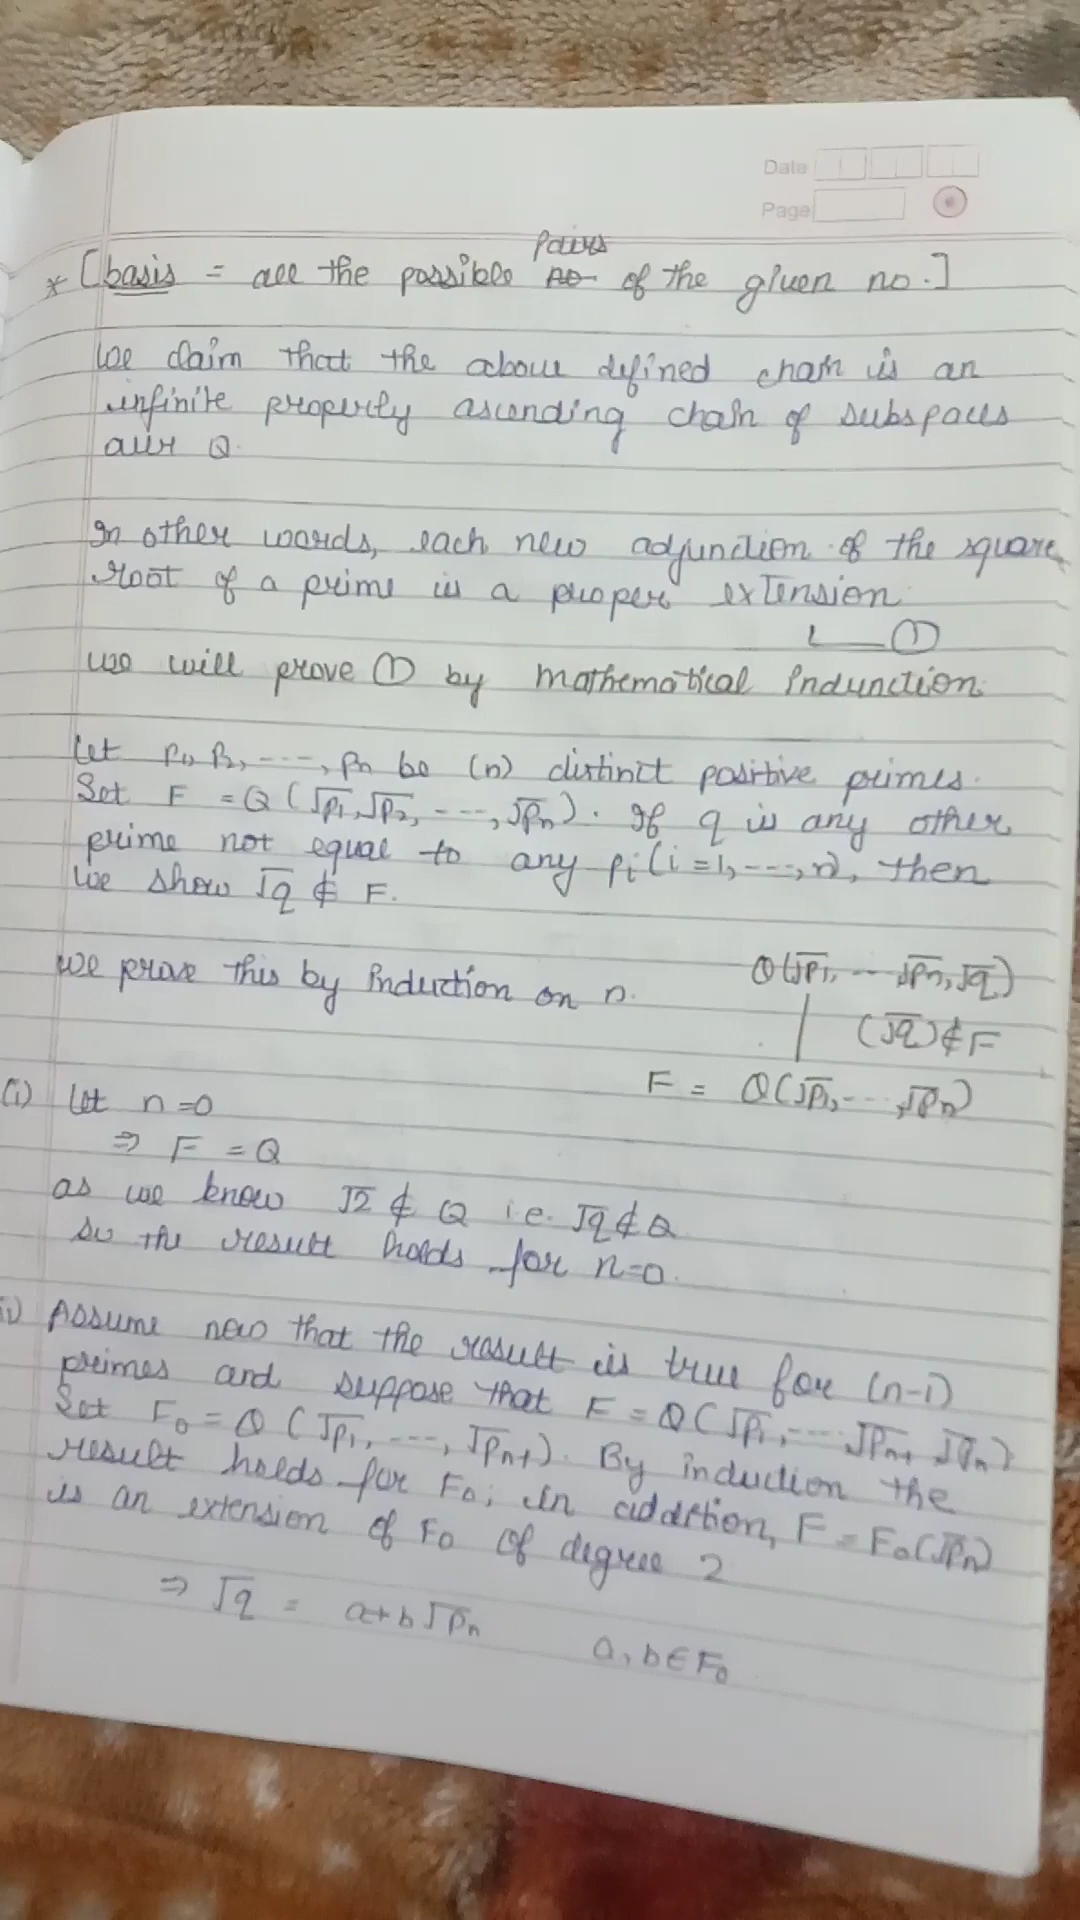 Date
Page
pairs
* [basis = all the possible no of the given no.]
We claim that the above defined chain is an
infinite properly ascending chain of subspaces
over Q.
In other words, each new adjunction of the square
root of a prime is a proper extension.
①
we will prove ① by mathematical Indunction.
Let p1, p2, ----, pn be (n) distinct positive primes.
Set F = Q (√p1, √p2, ---, √pn). If q is any other
prime not equal to any pi (i=1, ---, n), then
we show √q ∉ F.
we prove this by Induction on n.
Q(√p1, --- √pn, √q)
(√q) ∉ F
F = Q(√p1, ---, √pn)
(i) let n=0
⇒ F = Q
as we know √2 ∉ Q i.e. √q ∉ Q
so the result holds for n=0.
ii) Assume now that the result is true for (n-1)
primes and suppose that F = Q(√p1, --- √pn-1, √pn)
Set F0 = Q (√p1, ---, √pn-1). By induction the
result holds for F0; in addition, F = F0(√pn)
is an extension of F0 of degree 2
⇒ √q = a+b√pn a, b ∈ F0